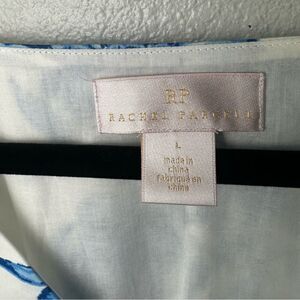 RP
RACHEL PARCELL
L
made in
china
fabriqué en
chine